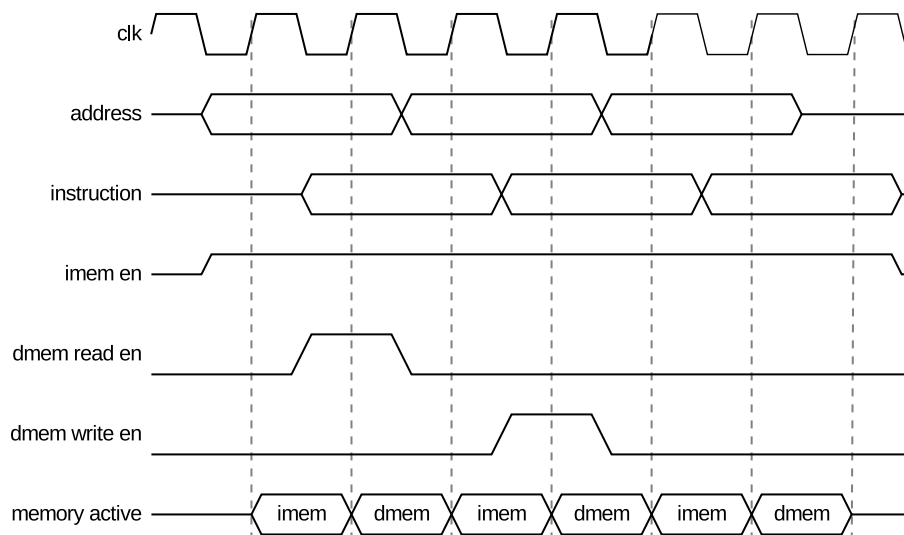 clk
address
instruction
imem en
dmem read en
dmem write en
memory active imem dmem imem dmem imem dmem